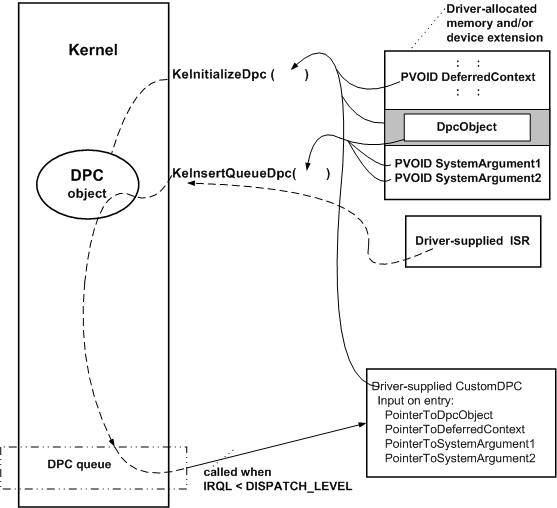 Driver-allocated
memory and/or
device extension
Kernel
KeInitializeDpc (      )
: :
PVOID DeferredContext
: :
DpcObject
DPC
object
KeInsertQueueDpc(      )
PVOID SystemArgument1
PVOID SystemArgument2
Driver-supplied ISR
Driver-supplied CustomDPC
Input on entry:
PointerToDpcObject
PointerToDeferredContext
PointerToSystemArgument1
PointerToSystemArgument2
DPC queue
called when
IRQL < DISPATCH_LEVEL